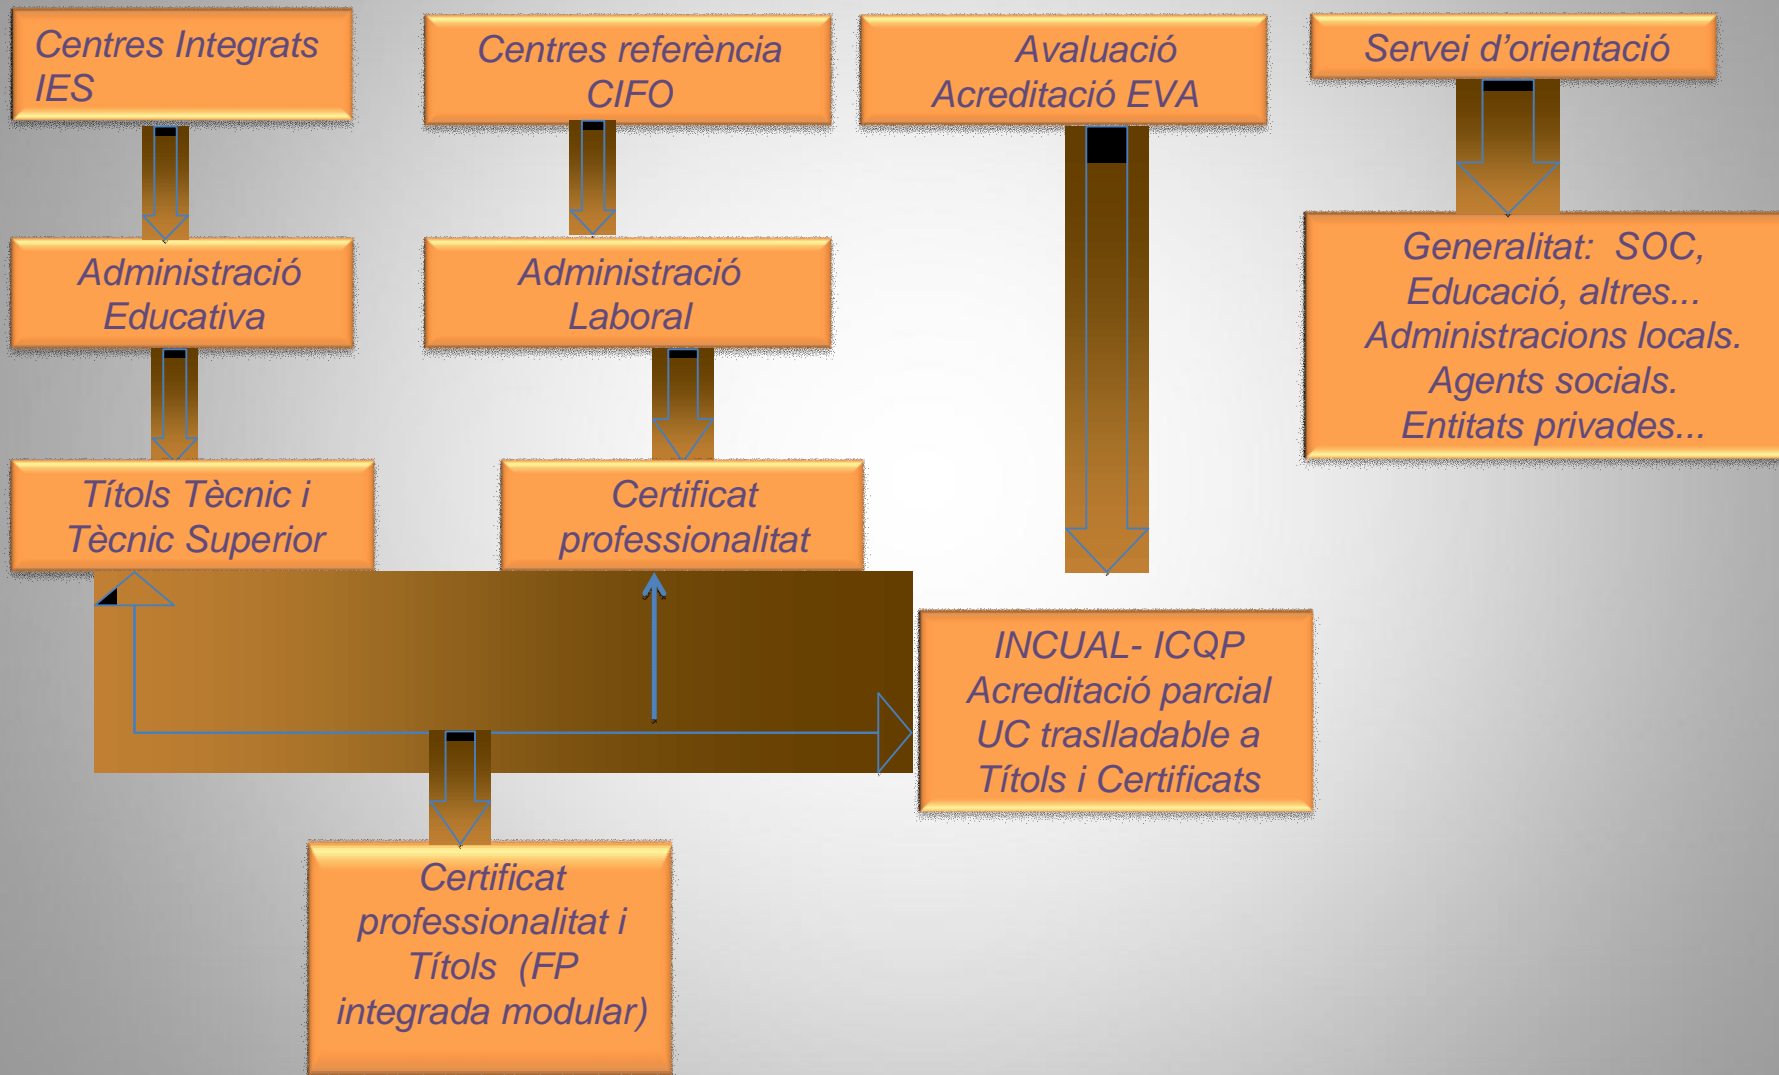 Centres Integrats
IES
Centres referència
CIFO
Avaluació
Acreditació EVA
Servei d'orientació
Administració
Educativa
Administració
Laboral
Generalitat: SOC,
Educació, altres...
Administracions locals.
Agents socials.
Entitats privades...
Títols Tècnic i
Tècnic Superior
Certificat
professionalitat
INCUAL- ICQP
Acreditació parcial
UC traslladable a
Títols i Certificats
Certificat
professionalitat i
Títols (FP
integrada modular)